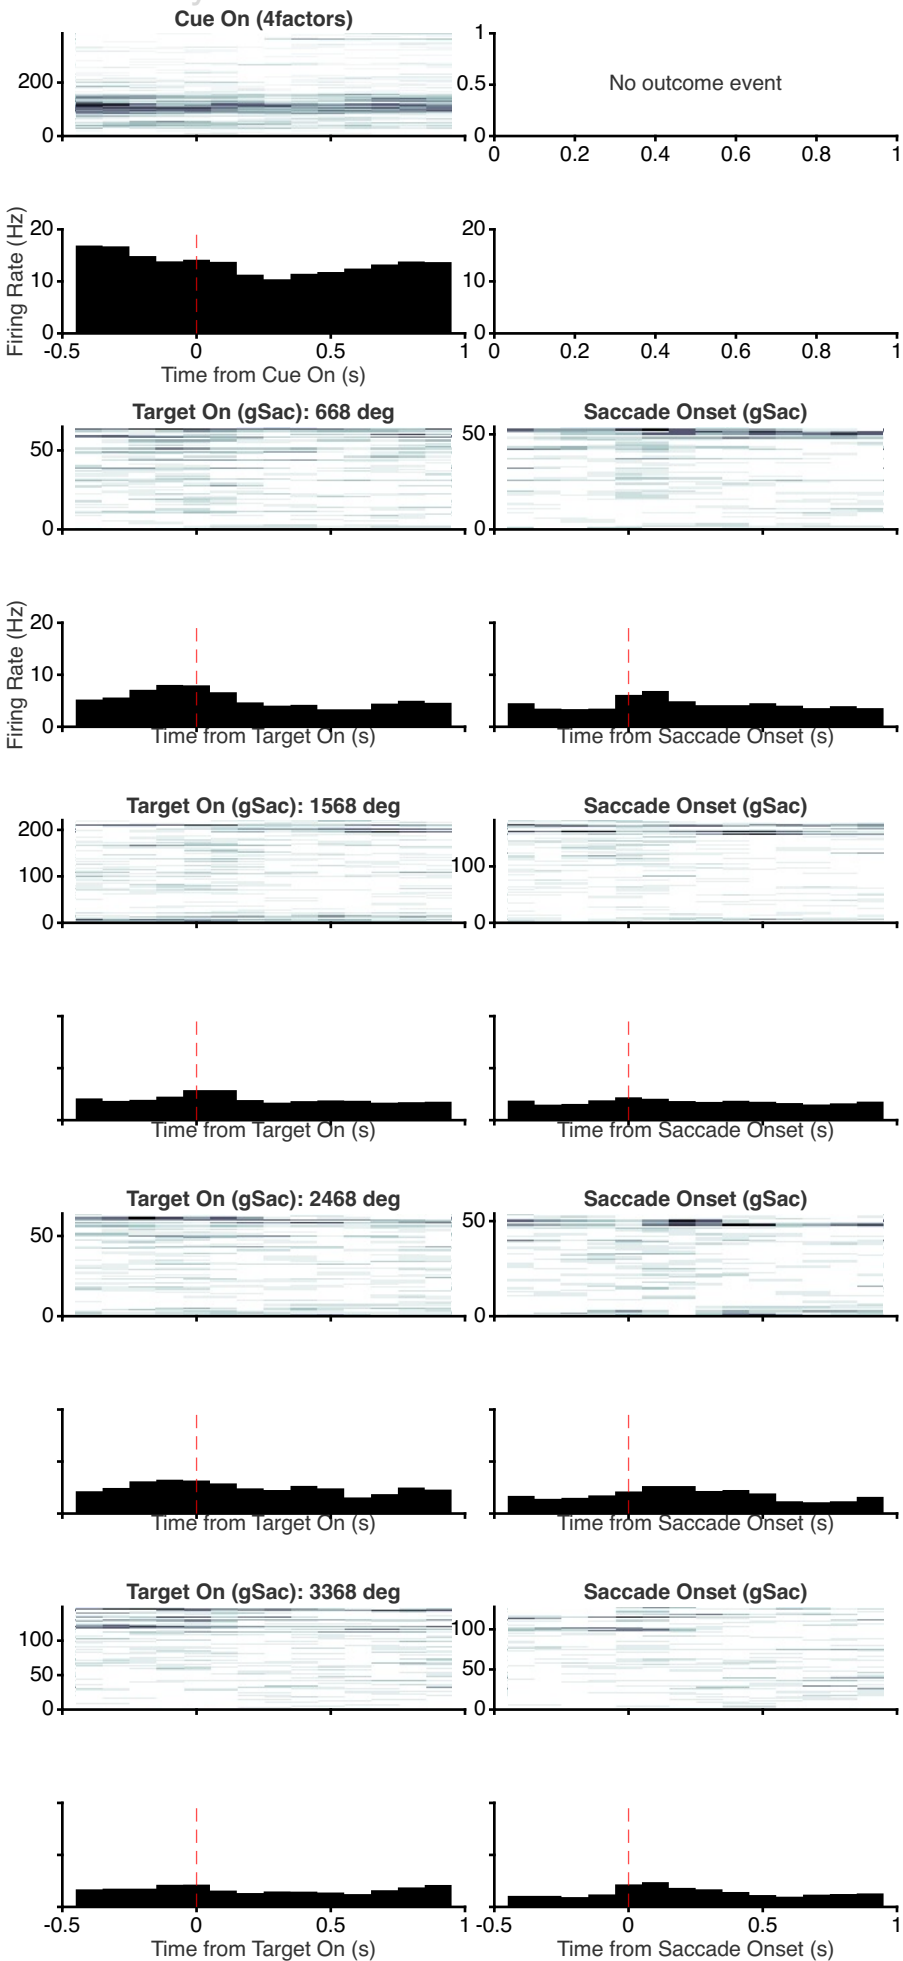 Cue On (4factors)
200
0
1
0.5
0
No outcome event
0 0.2 0.4 0.6 0.8 1
Firing Rate (Hz)
20
10
0
-0.5 0 0.5 1
Time from Cue On (s)
20
10
0
0 0.2 0.4 0.6 0.8 1
Target On (gSac): 668 deg
50
0
Saccade Onset (gSac)
50
0
Firing Rate (Hz)
20
10
0
Time from Target On (s)
Time from Saccade Onset (s)
Target On (gSac): 1568 deg
200
100
0
Saccade Onset (gSac)
100
0
Time from Target On (s)
Time from Saccade Onset (s)
Target On (gSac): 2468 deg
50
0
Saccade Onset (gSac)
50
0
Time from Target On (s)
Time from Saccade Onset (s)
Target On (gSac): 3368 deg
100
50
0
Saccade Onset (gSac)
100
50
0
-0.5 0 0.5 1
Time from Target On (s)
-0.5 0 0.5 1
Time from Saccade Onset (s)